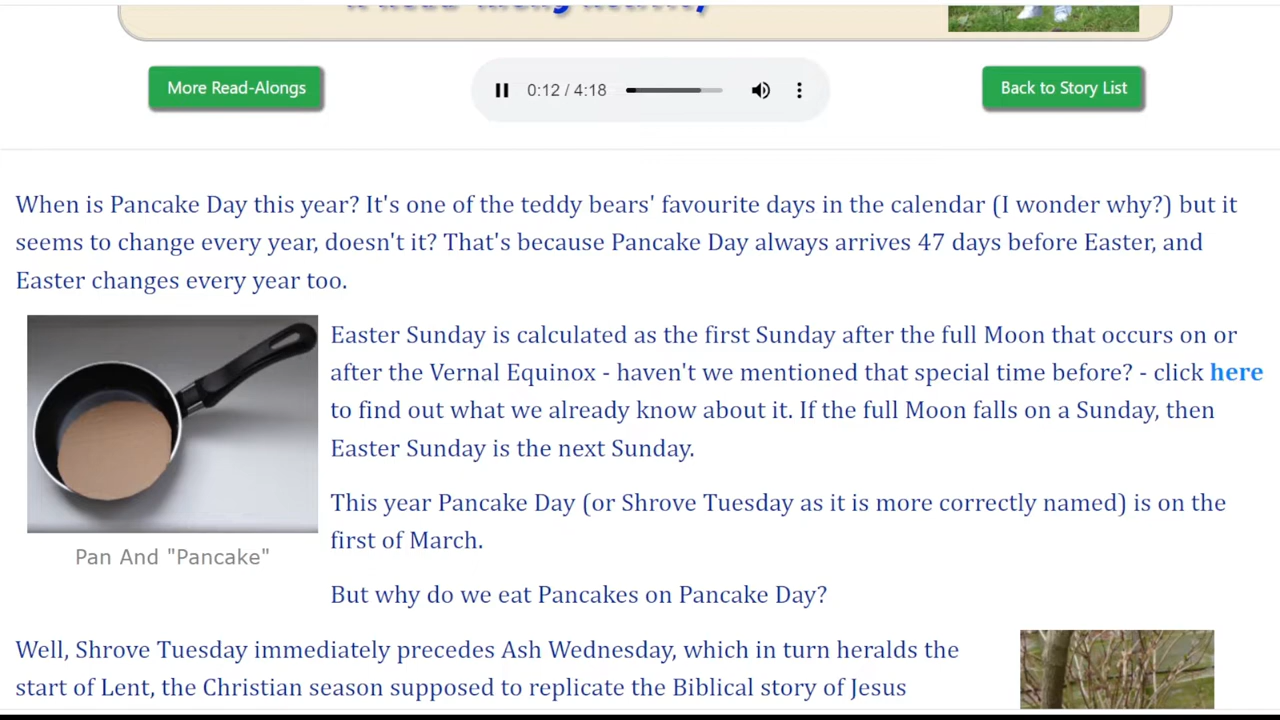 More Read-Alongs
0:12 / 4:18
Back to Story List
When is Pancake Day this year? It's one of the teddy bears' favourite days in the calendar (I wonder why?) but it
seems to change every year, doesn't it? That's because Pancake Day always arrives 47 days before Easter, and
Easter changes every year too.
Easter Sunday is calculated as the first Sunday after the full Moon that occurs on or
after the Vernal Equinox - haven't we mentioned that special time before? - click here
to find out what we already know about it. If the full Moon falls on a Sunday, then
Easter Sunday is the next Sunday.
This year Pancake Day (or Shrove Tuesday as it is more correctly named) is on the
first of March.
Pan And "Pancake"
But why do we eat Pancakes on Pancake Day?
Well, Shrove Tuesday immediately precedes Ash Wednesday, which in turn heralds the
start of Lent, the Christian season supposed to replicate the Biblical story of Jesus